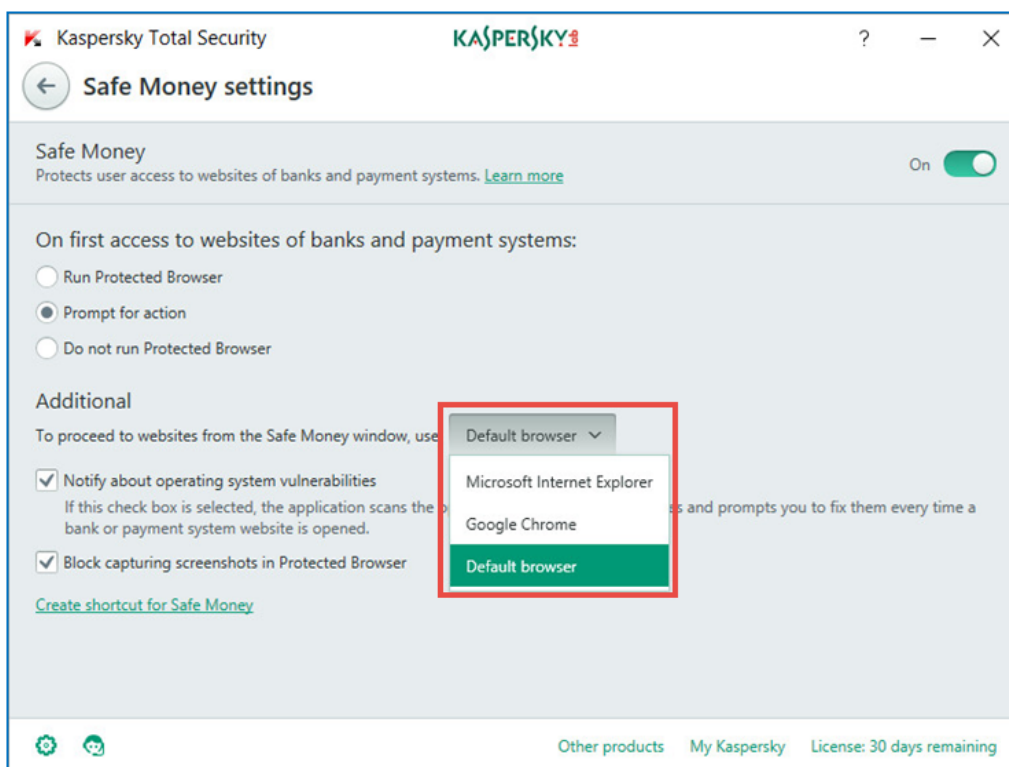 Kaspersky Total Security
KASPERSKY lab
?
Safe Money settings
Safe Money
On
Protects user access to websites of banks and payment systems. Learn more
On first access to websites of banks and payment systems:
Run Protected Browser
Prompt for action
Do not run Protected Browser
Additional
To proceed to websites from the Safe Money window, use Default browser
Microsoft Internet Explorer
Google Chrome
Default browser
Notify about operating system vulnerabilities
If this check box is selected, the application scans the and prompts you to fix them every time a
bank or payment system website is opened.
Block capturing screenshots in Protected Browser
Create shortcut for Safe Money
Other products My Kaspersky License: 30 days remaining